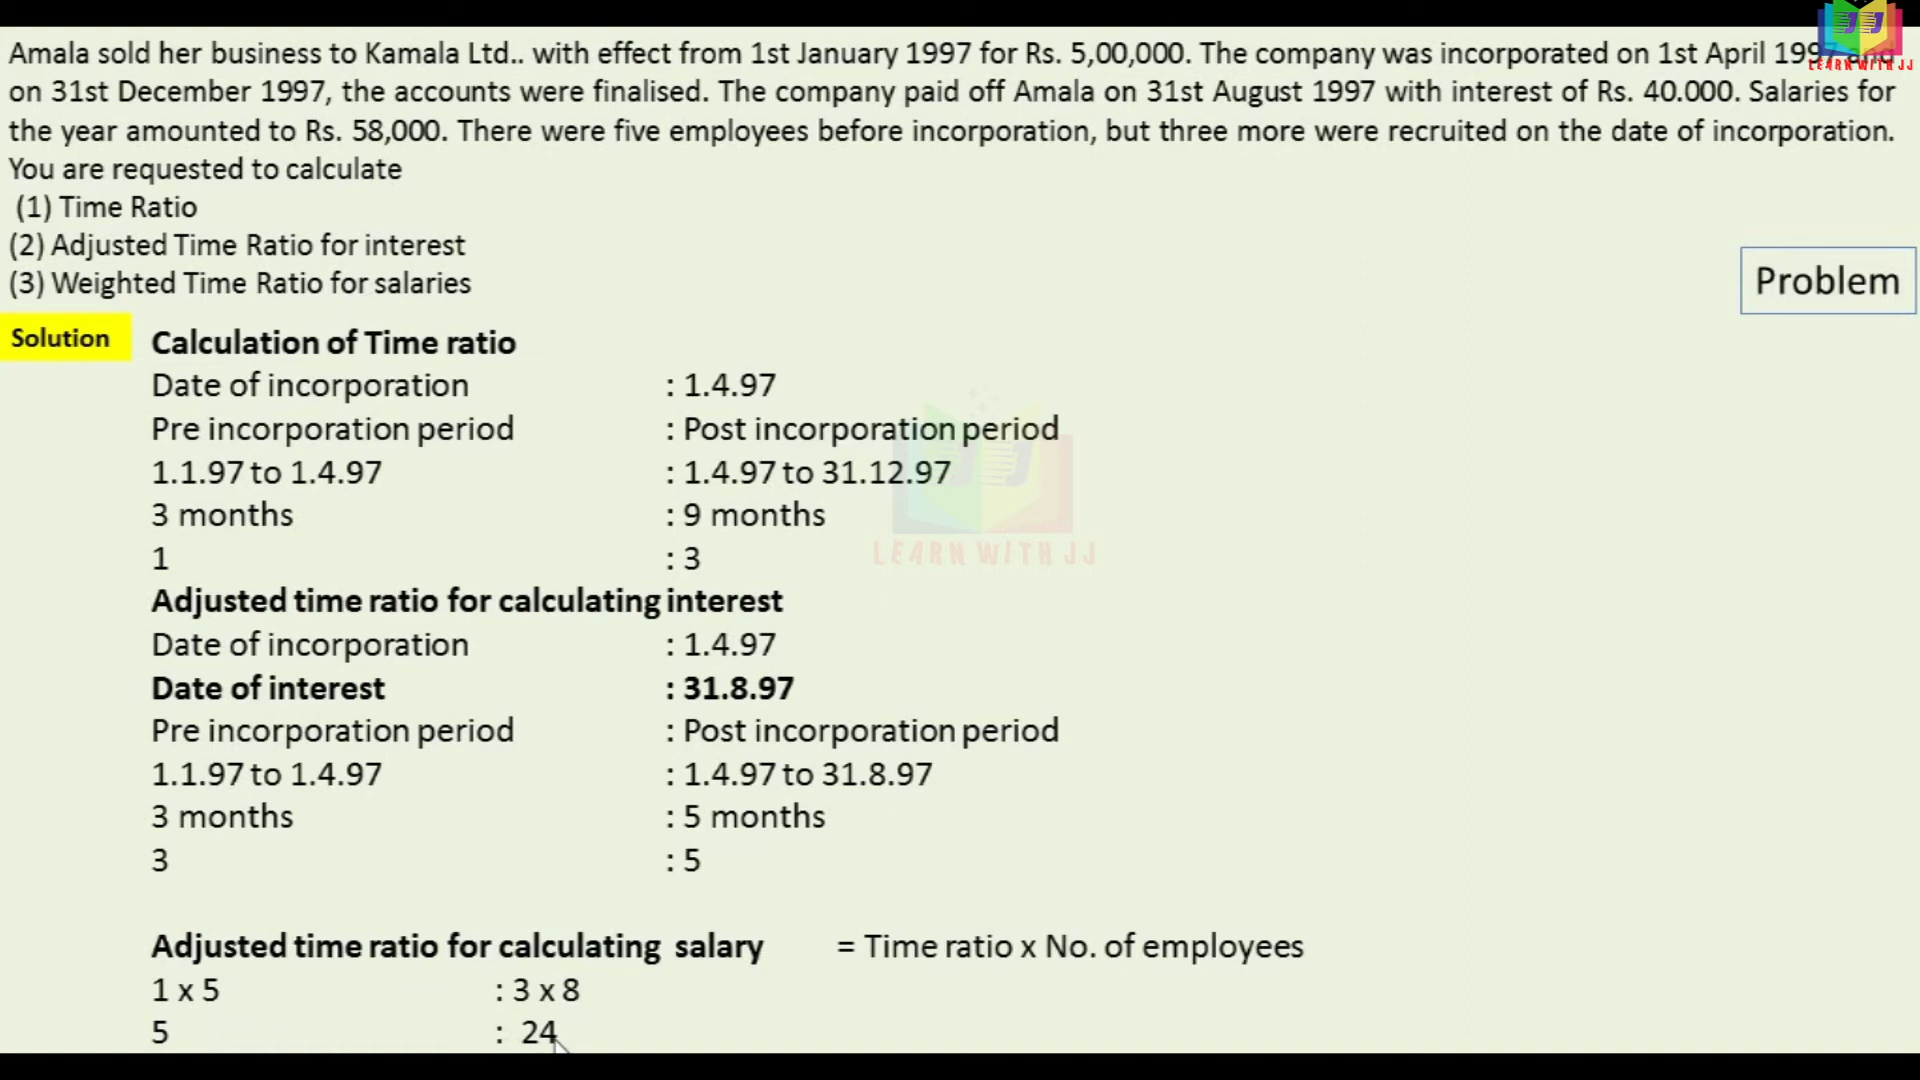 Amala sold her business to Kamala Ltd.. with effect from 1st January 1997 for Rs. 5,00,000. The company was incorporated on 1st April 1997 and
on 31st December 1997, the accounts were finalised. The company paid off Amala on 31st August 1997 with interest of Rs. 40.000. Salaries for
the year amounted to Rs. 58,000. There were five employees before incorporation, but three more were recruited on the date of incorporation.
You are requested to calculate
(1) Time Ratio
(2) Adjusted Time Ratio for interest
(3) Weighted Time Ratio for salaries
LEARN WITH JJ
Problem
Solution Calculation of Time ratio
Date of incorporation : 1.4.97
Pre incorporation period : Post incorporation period
1.1.97 to 1.4.97 : 1.4.97 to 31.12.97
3 months : 9 months
1 : 3
LEARN WITH JJ
Adjusted time ratio for calculating interest
Date of incorporation : 1.4.97
Date of interest : 31.8.97
Pre incorporation period : Post incorporation period
1.1.97 to 1.4.97 : 1.4.97 to 31.8.97
3 months : 5 months
3 : 5
Adjusted time ratio for calculating salary = Time ratio x No. of employees
1 x 5 : 3 x 8
5 : 24